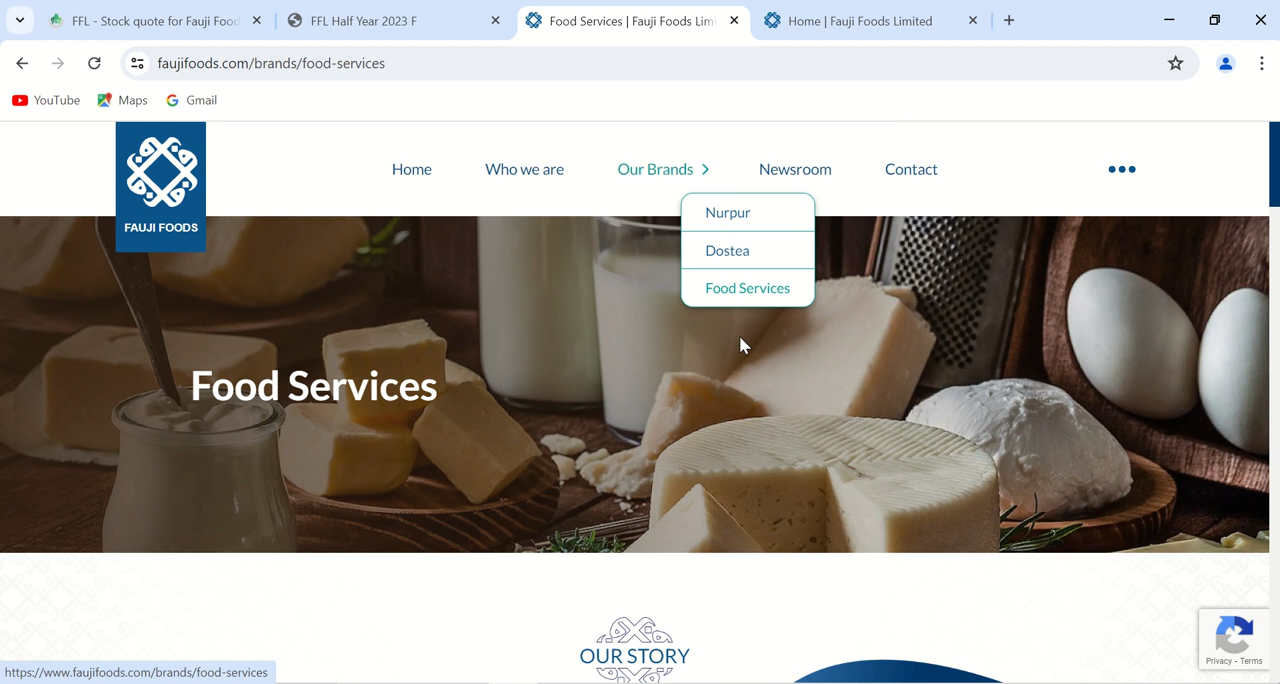 FFL - Stock quote for Fauji Food
FFL Half Year 2023 F
Food Services | Fauji Foods Lim
Home | Fauji Foods Limited
faujifoods.com/brands/food-services
YouTube
Maps
Gmail
FAUJI FOODS
Home
Who we are
Our Brands
Newsroom
Contact
Nurpur
Dostea
Food Services
Food Services
OUR STORY
Privacy - Terms
https://www.faujifoods.com/brands/food-services